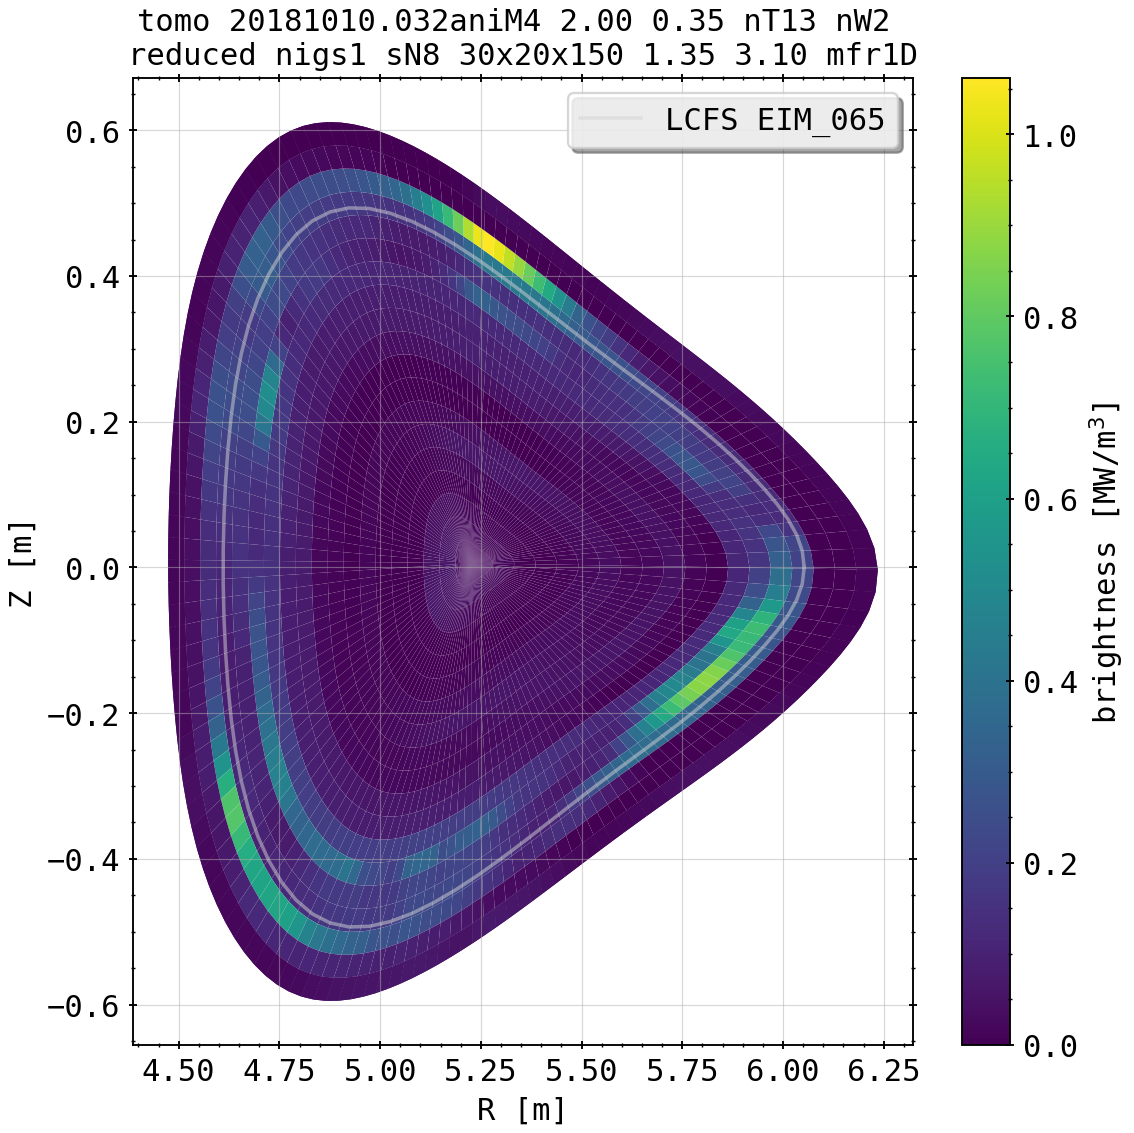 tomo 20181010.032aniM4 2.00 0.35 nT13 nW2
reduced nigs1 sN8 30x20x150 1.35 3.10 mfr1D
LCFS EIM_065
0.6
0.4
0.2
0.0
−0.2
−0.4
−0.6
Z [m]
4.50 4.75 5.00 5.25 5.50 5.75 6.00 6.25
R [m]
1.0
0.8
0.6
0.4
0.2
0.0
brightness [MW/m³]